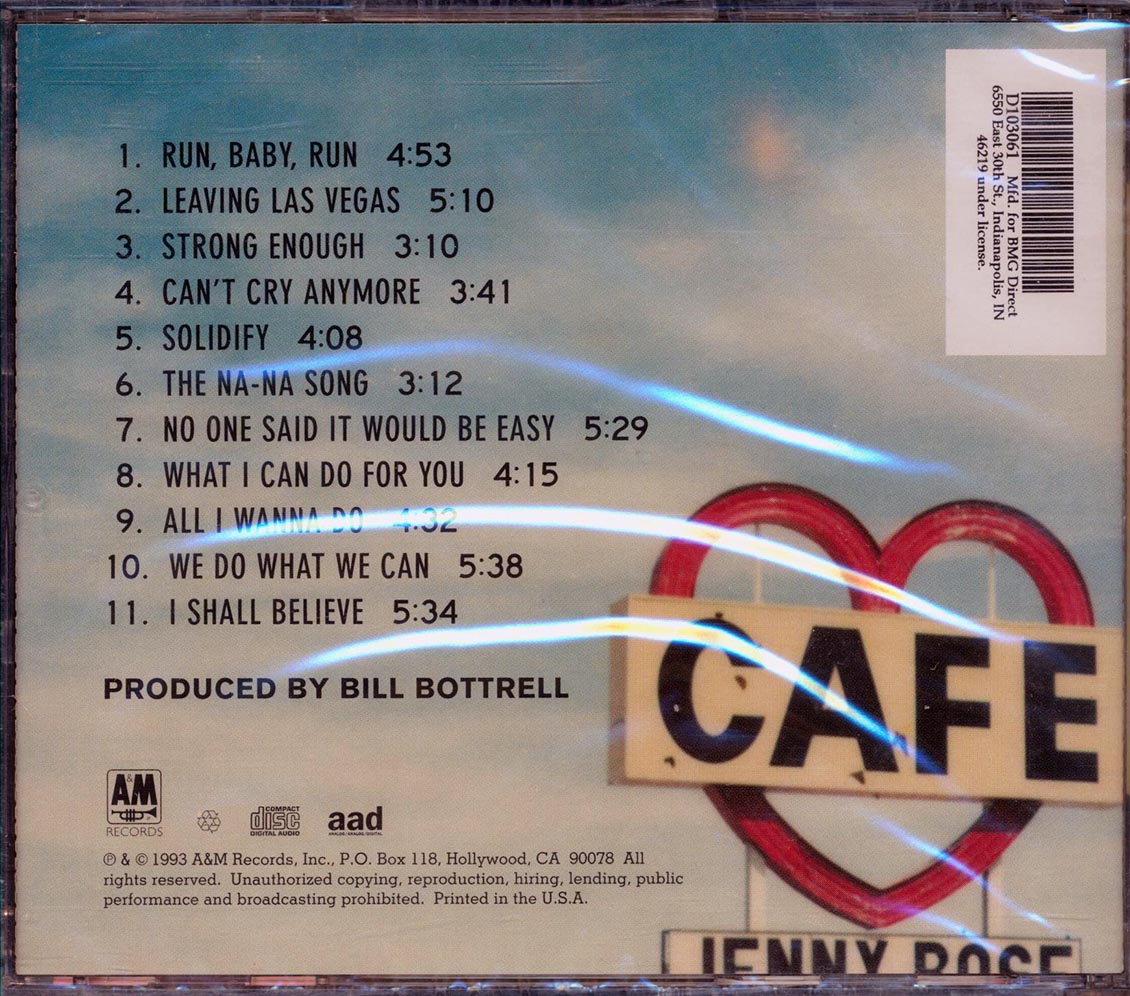 1. RUN, BABY, RUN 4:53
2. LEAVING LAS VEGAS 5:10
3. STRONG ENOUGH 3:10
4. CAN'T CRY ANYMORE 3:41
5. SOLIDIFY 4:08
6. THE NA-NA SONG 3:12
7. NO ONE SAID IT WOULD BE EASY 5:29
8. WHAT I CAN DO FOR YOU 4:15
9. ALL I WANNA DO 4:32
10. WE DO WHAT WE CAN 5:38
11. I SHALL BELIEVE 5:34
PRODUCED BY BILL BOTTRELL
A&M
RECORDS
COMPACT
disc
DIGITAL AUDIO
aad
ANALOG/ANALOG/DIGITAL
℗ & © 1993 A&M Records, Inc., P.O. Box 118, Hollywood, CA 90078 All
rights reserved. Unauthorized copying, reproduction, hiring, lending, public
performance and broadcasting prohibited. Printed in the U.S.A.
D103061 Mfd. for BMG Direct
6550 East 30th St., Indianapolis, IN
46219 under license.
CAFE
JENNY ROSE